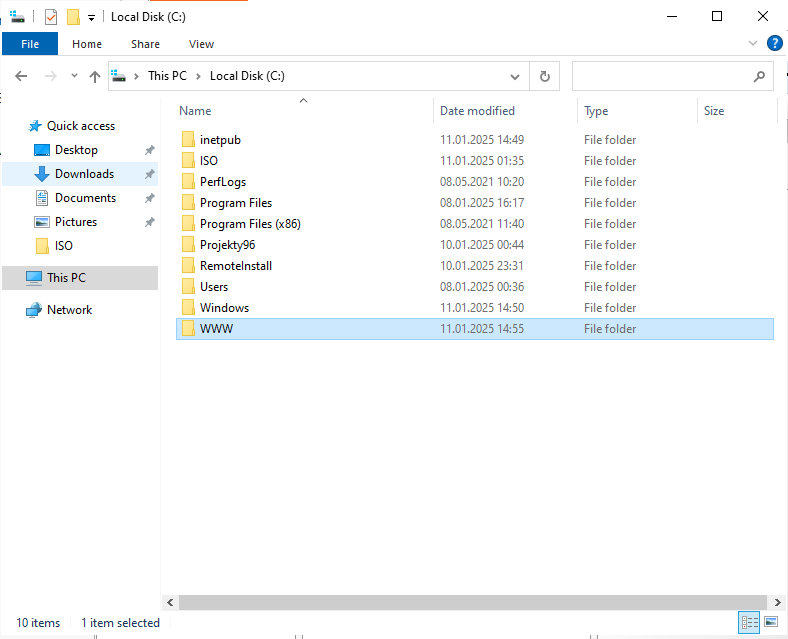 Local Disk (C:)
File Home Share View
This PC Local Disk (C:)
Name Date modified Type Size
Quick access
Desktop
Downloads
Documents
Pictures
ISO
This PC
Network
inetpub 11.01.2025 14:49 File folder
ISO 11.01.2025 01:35 File folder
PerfLogs 08.05.2021 10:20 File folder
Program Files 08.01.2025 16:17 File folder
Program Files (x86) 08.05.2021 11:40 File folder
Projekty96 10.01.2025 00:44 File folder
RemoteInstall 10.01.2025 23:31 File folder
Users 08.01.2025 00:36 File folder
Windows 11.01.2025 14:50 File folder
WWW 11.01.2025 14:55 File folder
10 items 1 item selected